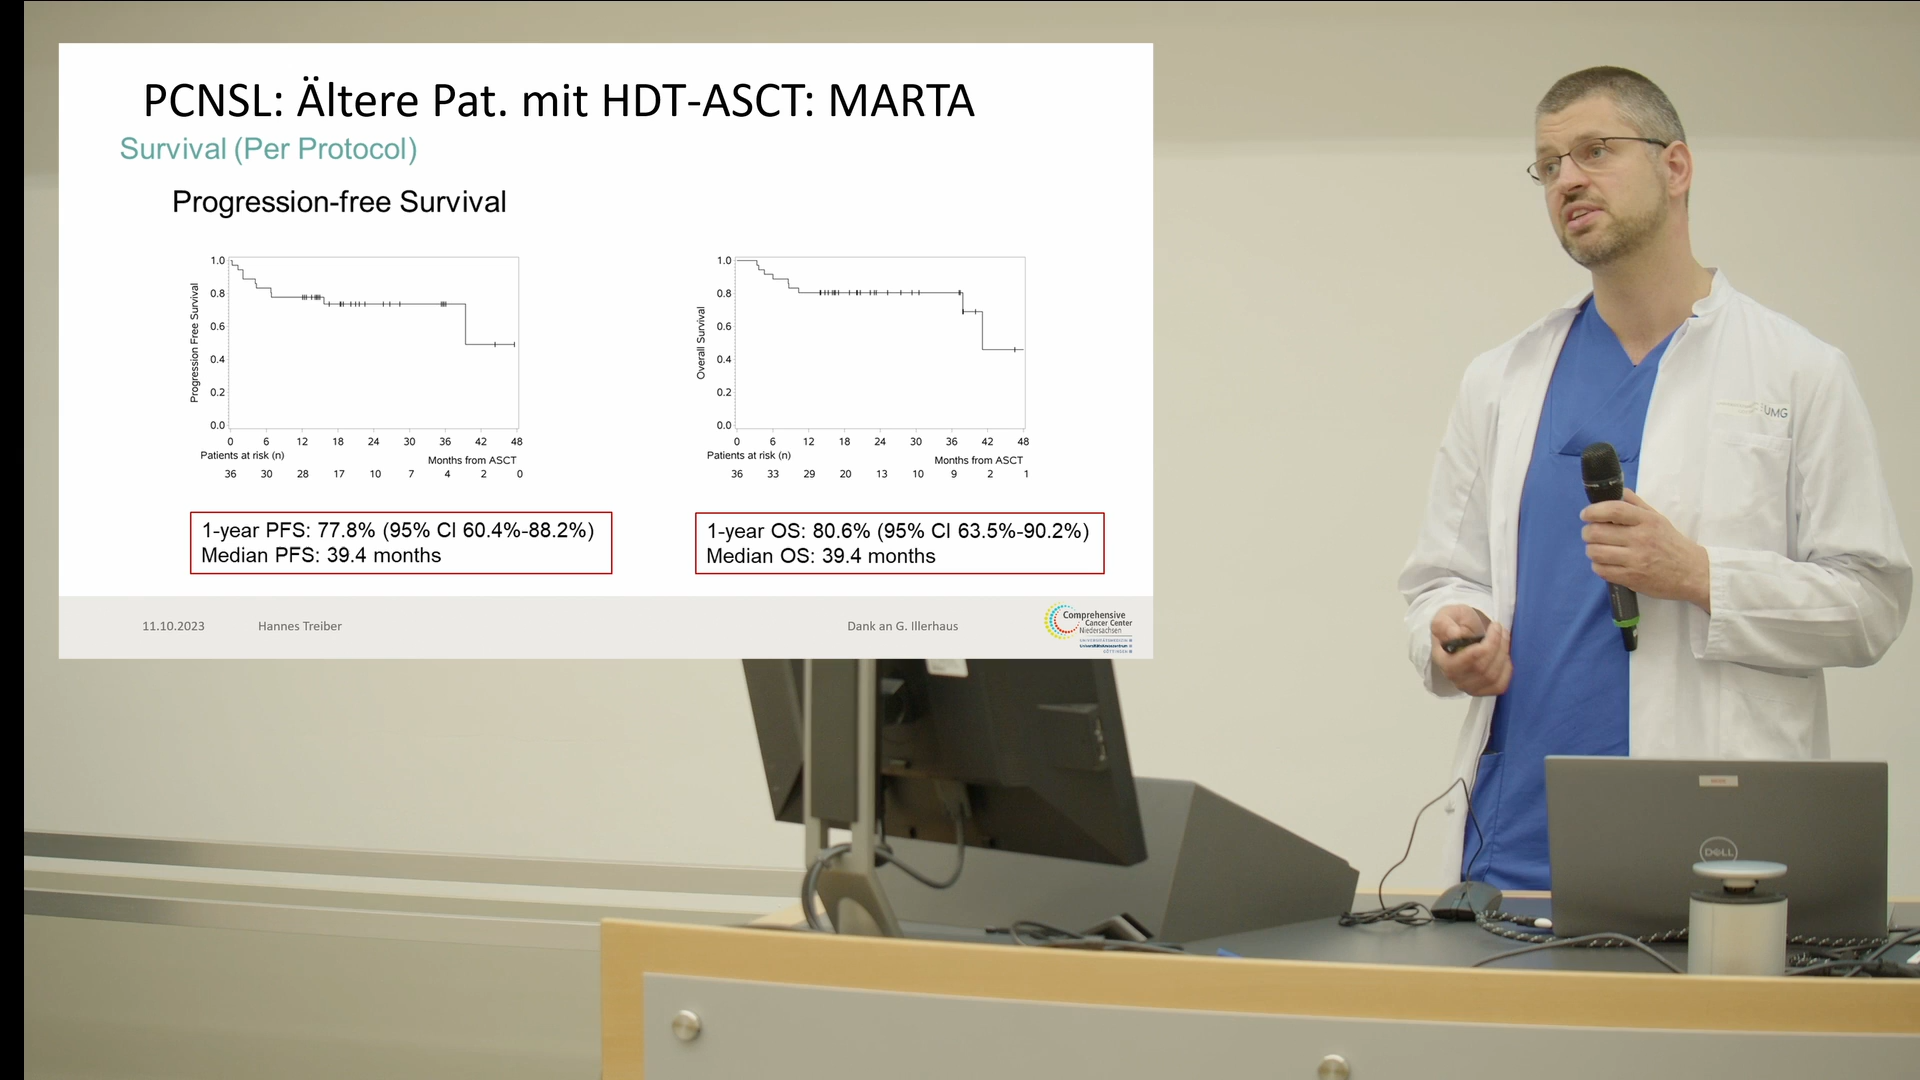 PCNSL: Ältere Pat. mit HDT-ASCT: MARTA
Survival (Per Protocol)
Progression-free Survival
Progression Free Survival
1.0
0.8
0.6
0.4
0.2
0.0
0 6 12 18 24 30 36 42 48
Patients at risk (n)
Months from ASCT
36 30 28 17 10 7 4 2 0
Overall Survival
1.0
0.8
0.6
0.4
0.2
0.0
0 6 12 18 24 30 36 42 48
Patients at risk (n)
Months from ASCT
36 33 29 20 13 10 9 2 1
1-year PFS: 77.8% (95% CI 60.4%-88.2%)
Median PFS: 39.4 months
1-year OS: 80.6% (95% CI 63.5%-90.2%)
Median OS: 39.4 months
11.10.2023 Hannes Treiber Dank an G. Illerhaus
Comprehensive
Cancer Center
Niedersachsen
UMG
DELL